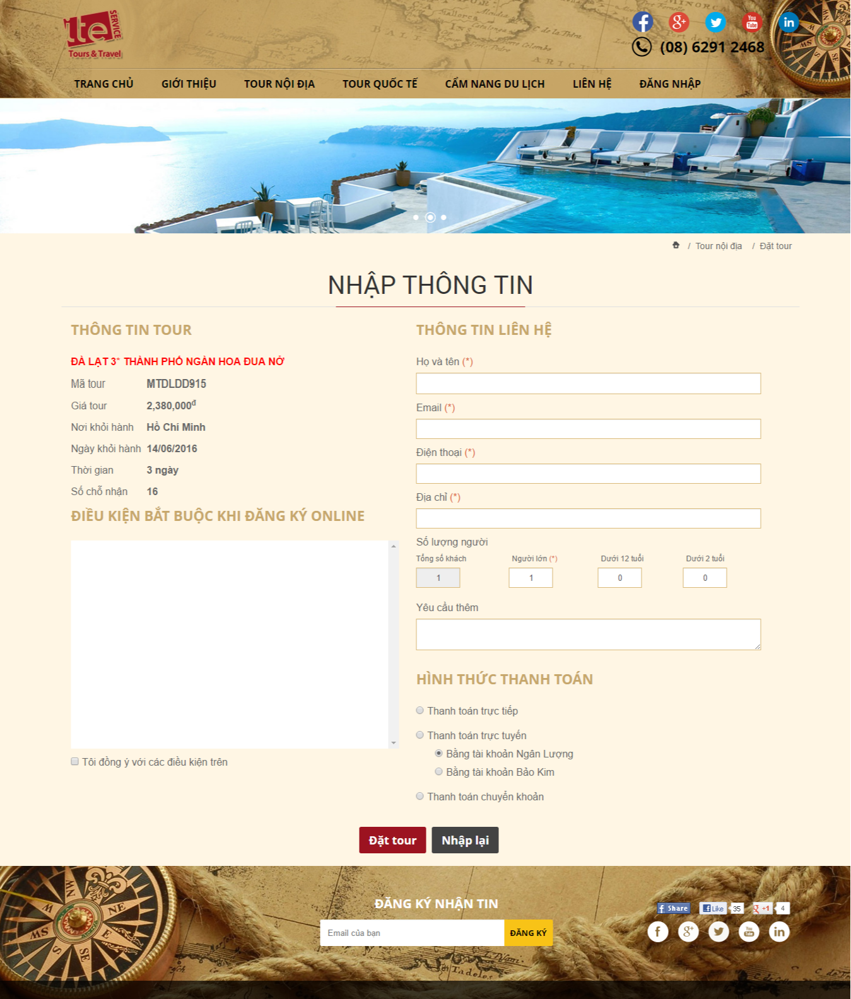 1te SERVICE
Tours & Travel
(08) 6291 2468
TRANG CHỦ GIỚI THIỆU TOUR NỘI ĐỊA TOUR QUỐC TẾ CẨM NANG DU LỊCH LIÊN HỆ ĐĂNG NHẬP
/ Tour nội địa / Đặt tour
NHẬP THÔNG TIN
THÔNG TIN TOUR
ĐÀ LẠT 3* THÀNH PHỐ NGÀN HOA ĐUA NỞ
Mã tour MTDLDD915
Giá tour 2,380,000đ
Nơi khỏi hành Hồ Chí Minh
Ngày khỏi hành 14/06/2016
Thời gian 3 ngày
Số chỗ nhận 16
ĐIỀU KIỆN BẮT BUỘC KHI ĐĂNG KÝ ONLINE
Tôi đồng ý với các điều kiện trên
THÔNG TIN LIÊN HỆ
Họ và tên (*)
Email (*)
Điện thoại (*)
Địa chỉ (*)
Số lượng người
Tổng số khách Người lớn (*) Dưới 12 tuổi Dưới 2 tuổi
1 1 0 0
Yêu cầu thêm
HÌNH THỨC THANH TOÁN
Thanh toán trực tiếp
Thanh toán trực tuyến
Bằng tài khoản Ngân Lượng
Bằng tài khoản Bảo Kim
Thanh toán chuyển khoản
Đặt tour Nhập lại
ĐĂNG KÝ NHẬN TIN
Email của bạn ĐĂNG KÝ
f Share Like 35 +1 4